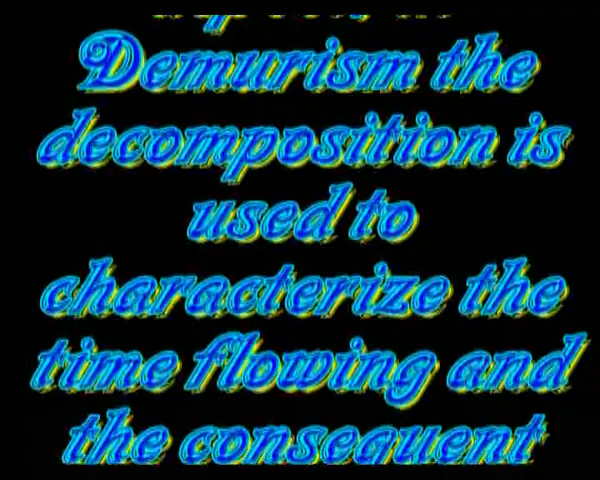 Demurism the
decomposition is
used to
characterize the
time flowing and
the consequent